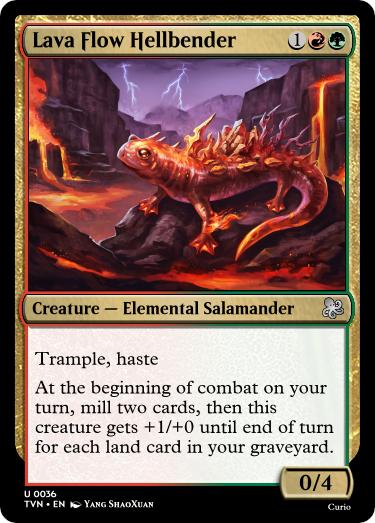 Lava Flow Hellbender 1
Creature — Elemental Salamander
Trample, haste
At the beginning of combat on your
turn, mill two cards, then this
creature gets +1/+0 until end of turn
for each land card in your graveyard.
0/4
U 0036
TVN • EN Yang ShaoXuan
Curio